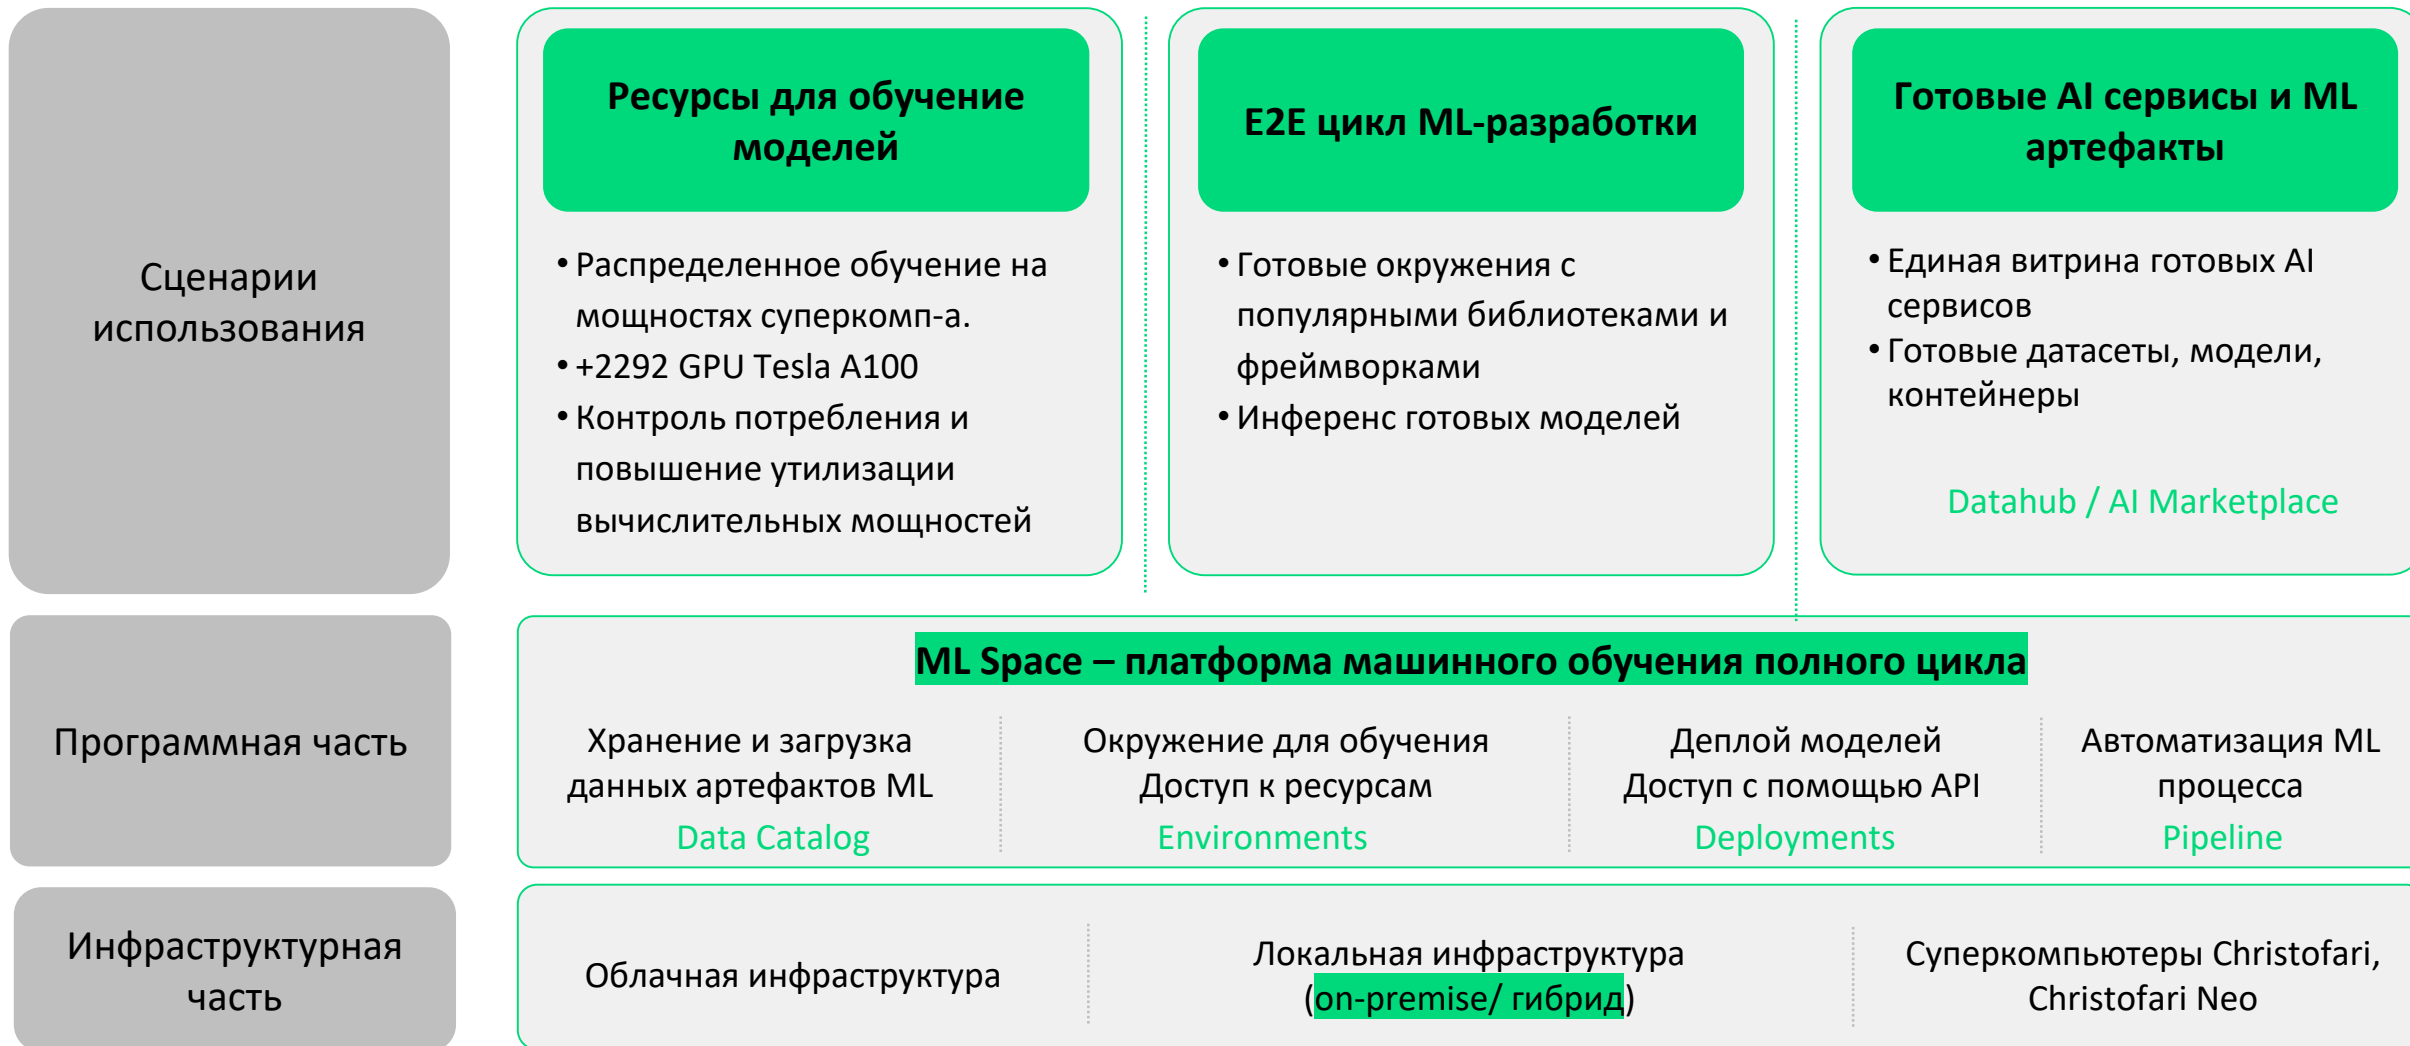 Сценарии
использования
Ресурсы для обучение
моделей
• Распределенное обучение на
мощностях суперкомп-а.
• +2292 GPU Tesla A100
• Контроль потребления и
повышение утилизации
вычислительных мощностей
E2E цикл ML-разработки
• Готовые окружения с
популярными библиотеками и
фреймворками
• Инференс готовых моделей
Готовые AI сервисы и ML
артефакты
• Единая витрина готовых AI
сервисов
• Готовые датасеты, модели,
контейнеры
Datahub / AI Marketplace
Программная часть
ML Space – платформа машинного обучения полного цикла
Хранение и загрузка
данных артефактов ML
Data Catalog
Окружение для обучения
Доступ к ресурсам
Environments
Деплой моделей
Доступ с помощью API
Deployments
Автоматизация ML
процесса
Pipeline
Инфраструктурная
часть
Облачная инфраструктура
Локальная инфраструктура
(on-premise/ гибрид)
Суперкомпьютеры Christofari,
Christofari Neo